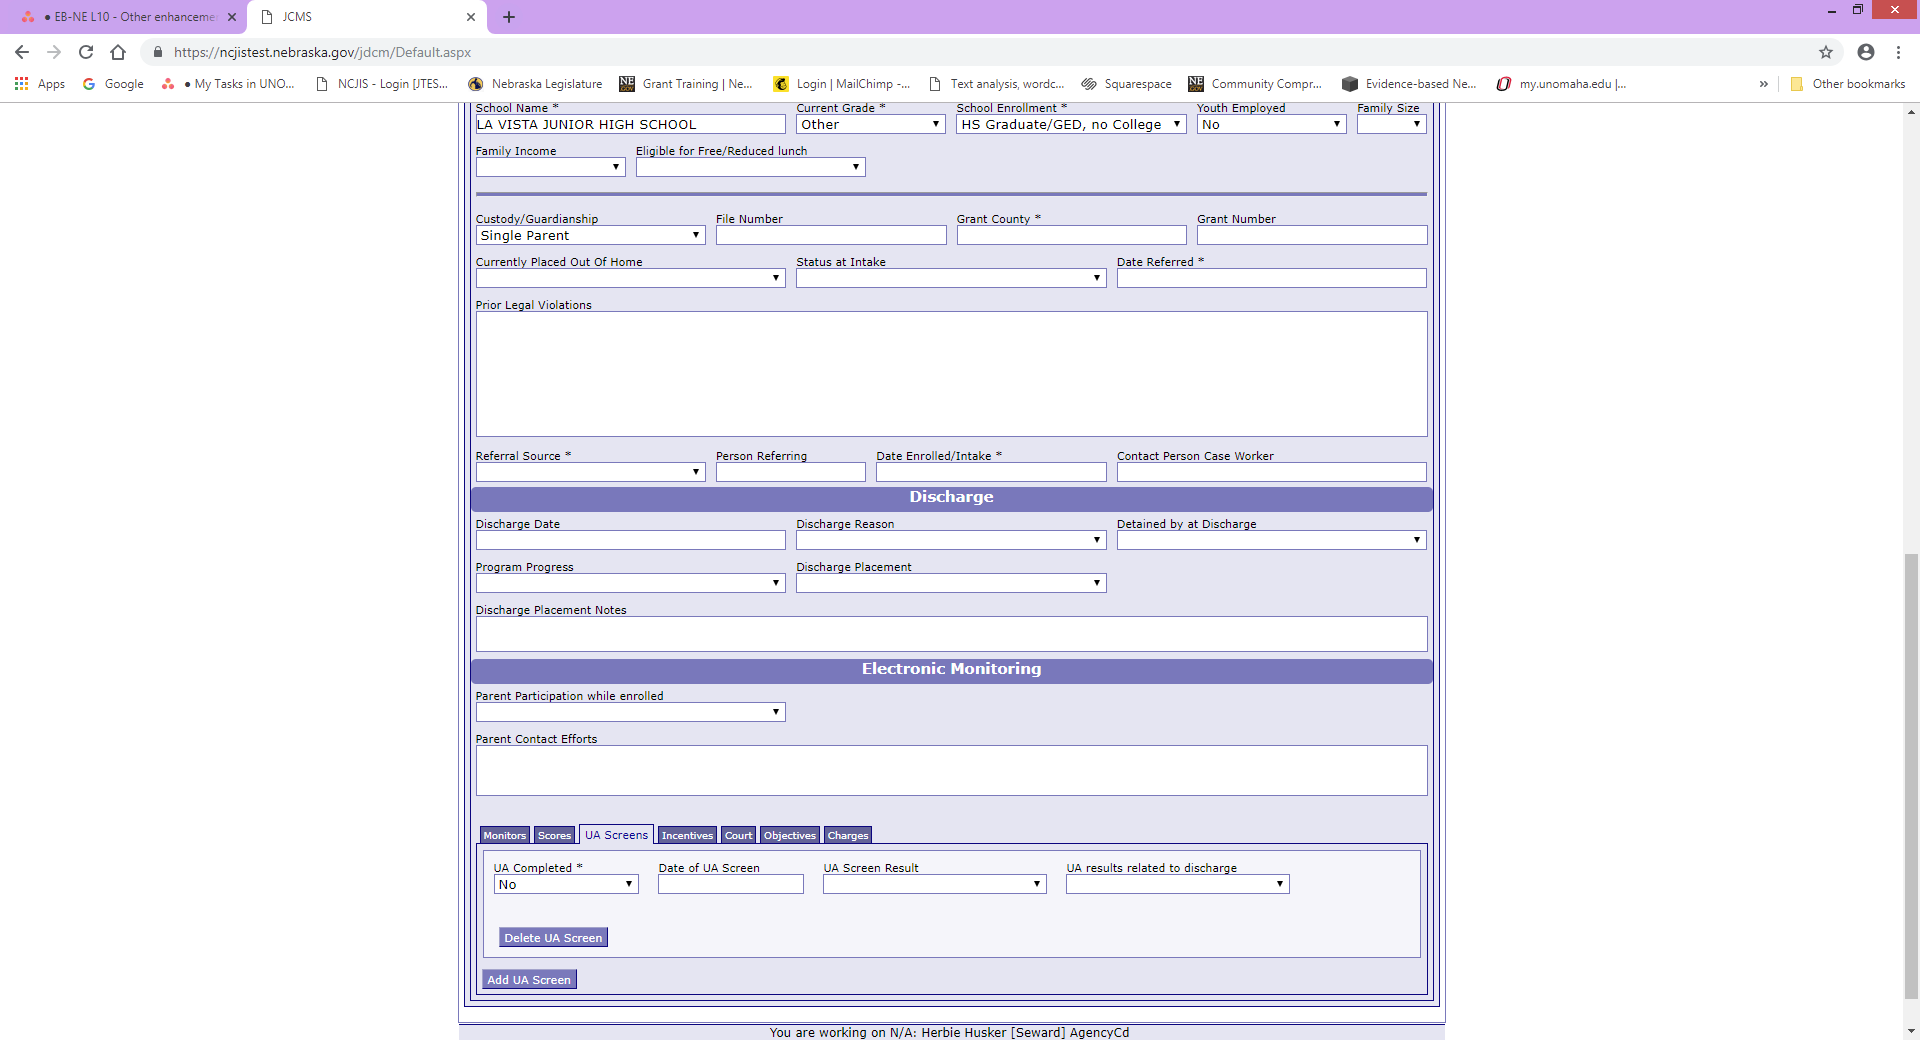 ● EB-NE L10 - Other enhanceme
JCMS
https://ncjistest.nebraska.gov/jdcm/Default.aspx
Apps
Google
● My Tasks in UNO...
NCJIS - Login [JTES...
Nebraska Legislature
Grant Training | Ne...
Login | MailChimp -...
Text analysis, wordc...
Squarespace
Community Compr...
Evidence-based Ne...
my.unomaha.edu |...
»
Other bookmarks
School Name * Current Grade * School Enrollment * Youth Employed Family Size
LA VISTA JUNIOR HIGH SCHOOL Other HS Graduate/GED, no College No
Family Income Eligible for Free/Reduced lunch
Custody/Guardianship File Number Grant County * Grant Number
Single Parent
Currently Placed Out Of Home Status at Intake Date Referred *
Prior Legal Violations
Referral Source * Person Referring Date Enrolled/Intake * Contact Person Case Worker
Discharge
Discharge Date Discharge Reason Detained by at Discharge
Program Progress Discharge Placement
Discharge Placement Notes
Electronic Monitoring
Parent Participation while enrolled
Parent Contact Efforts
Monitors Scores UA Screens Incentives Court Objectives Charges
UA Completed * Date of UA Screen UA Screen Result UA results related to discharge
No
Delete UA Screen
Add UA Screen
You are working on N/A: Herbie Husker [Seward] AgencyCd